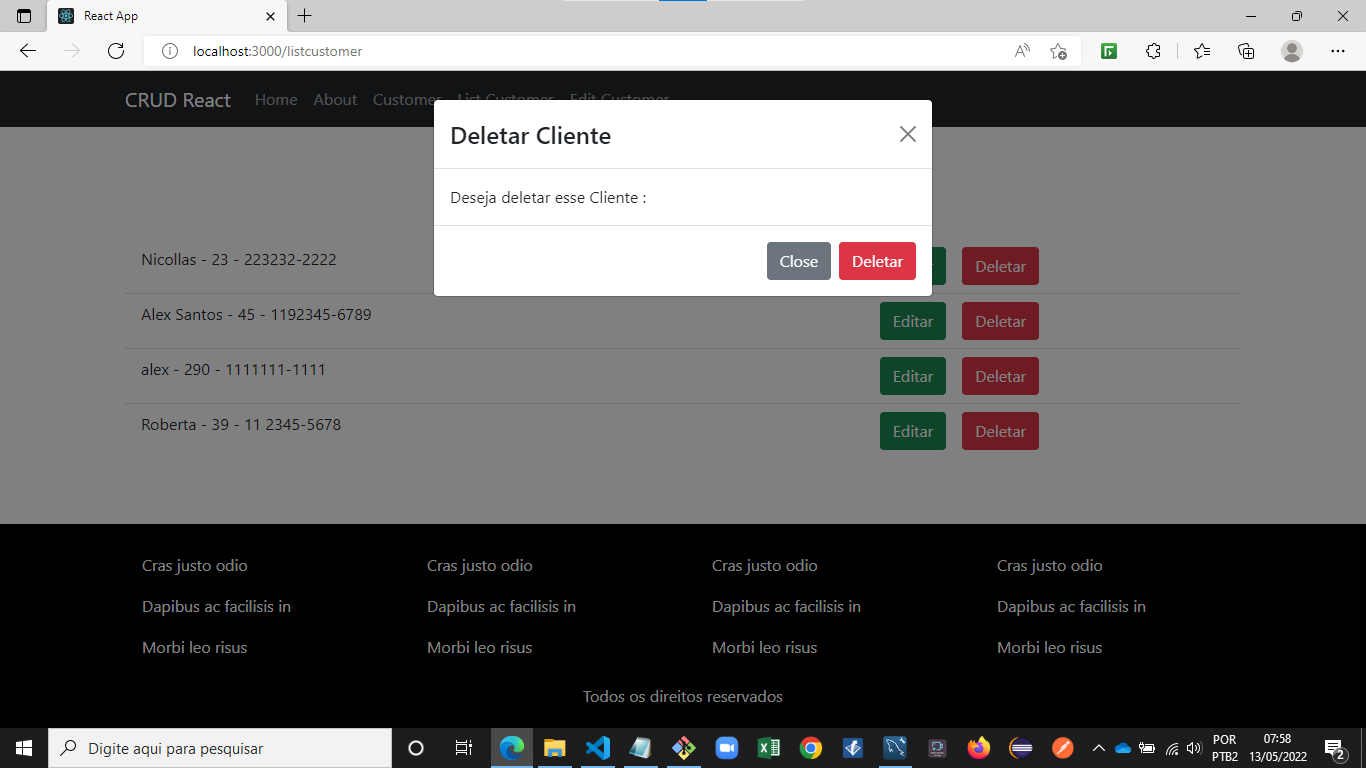 React App
localhost:3000/listcustomer
CRUD React Home About Customer List Customer Edit Customer
Deletar Cliente
Deseja deletar esse Cliente :
Close Deletar
Nicollas - 23 - 223232-2222 Deletar
Alex Santos - 45 - 1192345-6789 Editar Deletar
alex - 290 - 1111111-1111 Editar Deletar
Roberta - 39 - 11 2345-5678 Editar Deletar
Cras justo odio Cras justo odio Cras justo odio Cras justo odio
Dapibus ac facilisis in Dapibus ac facilisis in Dapibus ac facilisis in Dapibus ac facilisis in
Morbi leo risus Morbi leo risus Morbi leo risus Morbi leo risus
Todos os direitos reservados
Digite aqui para pesquisar
POR 07:58
PTB2 13/05/2022 2